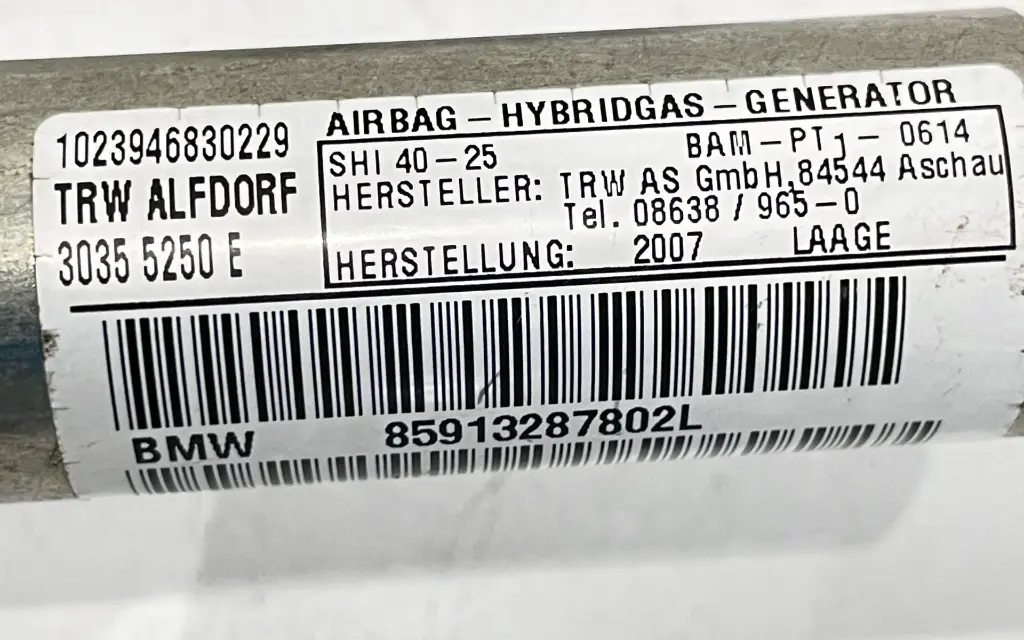 1023946830229
TRW ALFDORF
3035 5250 E
AIRBAG – HYBRIDGAS – GENERATOR
SHI 40 – 25 BAM – PT1 – 0614
HERSTELLER: TRW AS GmbH,84544 Aschau
Tel. 08638 / 965 – 0
HERSTELLUNG: 2007 LAAGE
BMW 85913287802L